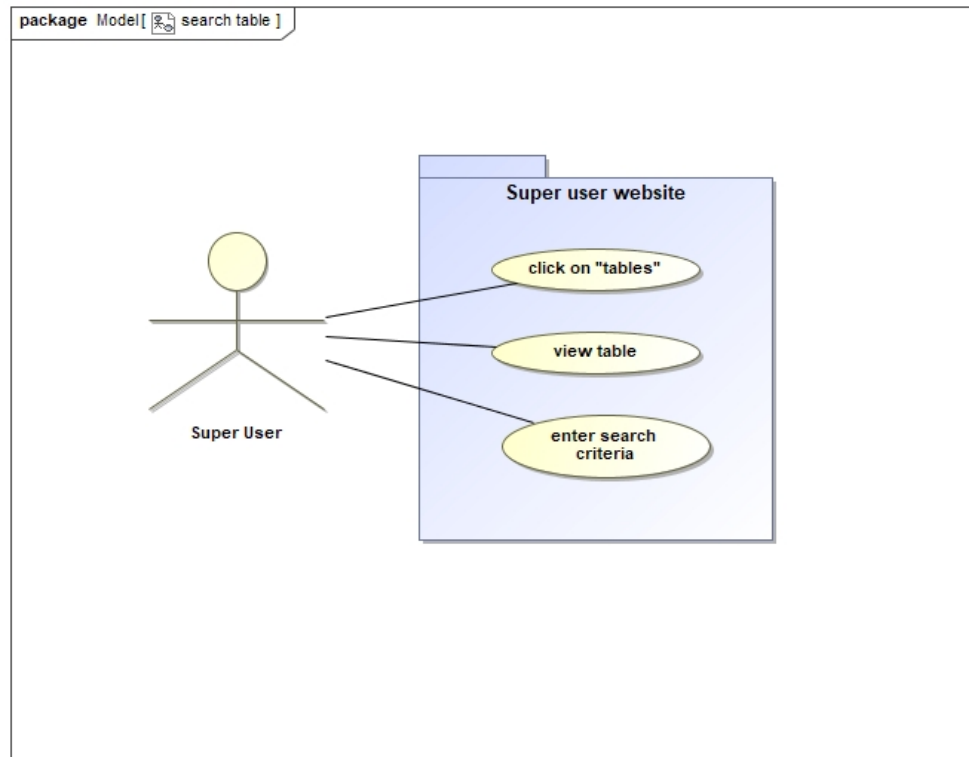 package Model[ search table ]
Super user website
click on "tables"
view table
enter search
criteria
Super User